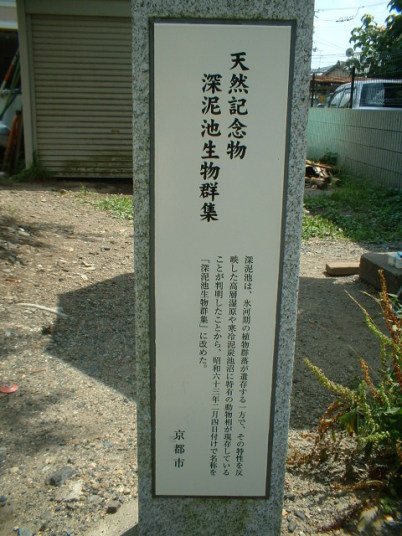 天然記念物
深泥池生物群集
深泥池は、氷河期の植物群落が遺存する一方で、その特性を反
映した高層湿原や寒冷泥炭池沼に特有の動物相が現存している
ことが判明したことから、昭和六十三年二月四日付けで名称を
「深泥池生物群集」に改めた。
京都市